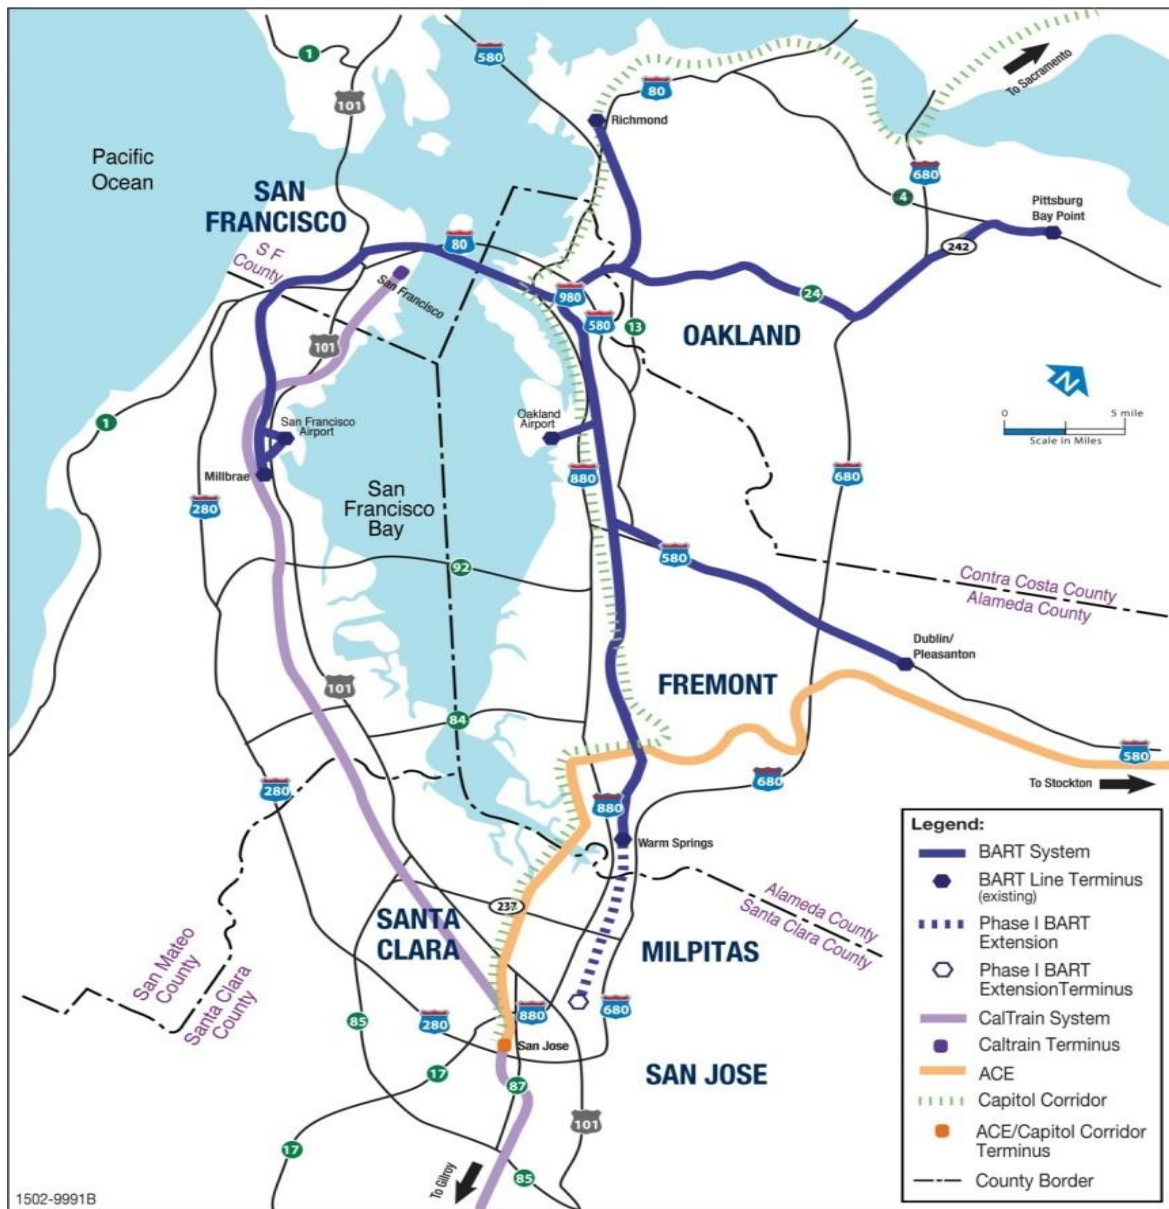 1
580
101
80
To Sacramento
Richmond
Pacific
Ocean
SAN
FRANCISCO
680
4
Pittsburg
Bay Point
242
80
S F
County
San Francisco
980
24
580
13
OAKLAND
101
N
0
5 mile
Scale in Miles
1
San Francisco
Airport
Oakland
Airport
Millbrae
880
680
280
San
Francisco
Bay
580
92
Contra Costa County
Alameda County
Dublin/
Pleasanton
101
FREMONT
84
580
680
To Stockton
280
880
Warm Springs
237
SANTA
CLARA
MILPITAS
Alameda County
Santa Clara County
San Mateo
County
Santa Clara
County
85
280
880
680
San Jose
17
87
SAN JOSE
101
17
To Gilroy
85
1502-9991B
Legend:
BART System
BART Line Terminus
(existing)
Phase I BART
Extension
Phase I BART
ExtensionTerminus
CalTrain System
Caltrain Terminus
ACE
Capitol Corridor
ACE/Capitol Corridor
Terminus
County Border